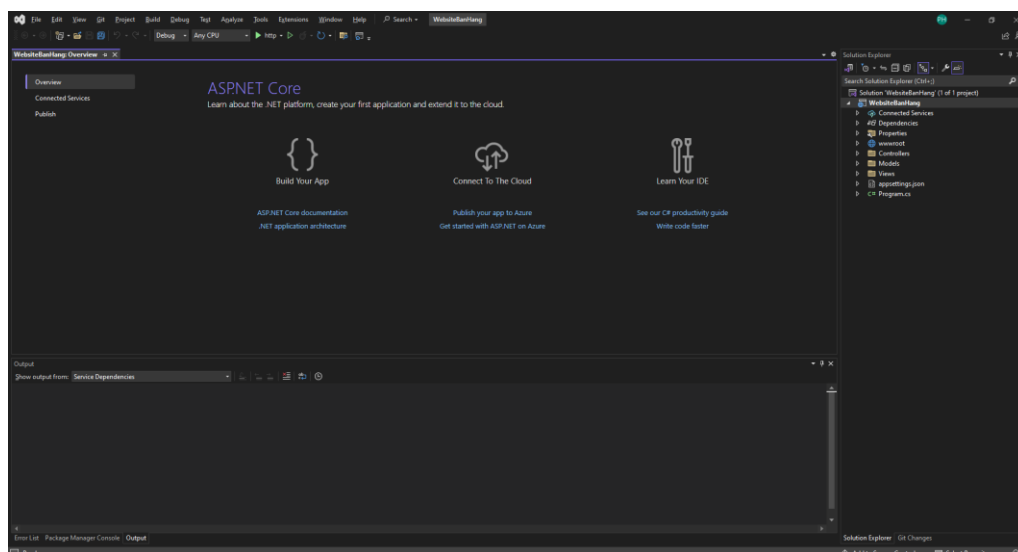 File Edit View Git Project Build Debug Test Analyze Tools Extensions Window Help Search WebsiteBanHang
Debug Any CPU http
WebsiteBanHang: Overview
Overview
Connected Services
Publish
ASP.NET Core
Learn about the .NET platform, create your first application and extend it to the cloud.
Build Your App
Connect To The Cloud
Learn Your IDE
ASP.NET Core documentation
Publish your app to Azure
See our C# productivity guide
.NET application architecture
Get started with ASP.NET on Azure
Write code faster
Output
Show output from: Service Dependencies
Error List Package Manager Console Output
Solution Explorer
Search Solution Explorer (Ctrl+;)
Solution 'WebsiteBanHang' (1 of 1 project)
WebsiteBanHang
Connected Services
Dependencies
Properties
wwwroot
Controllers
Models
Views
appsettings.json
C# Program.cs
Solution Explorer Git Changes